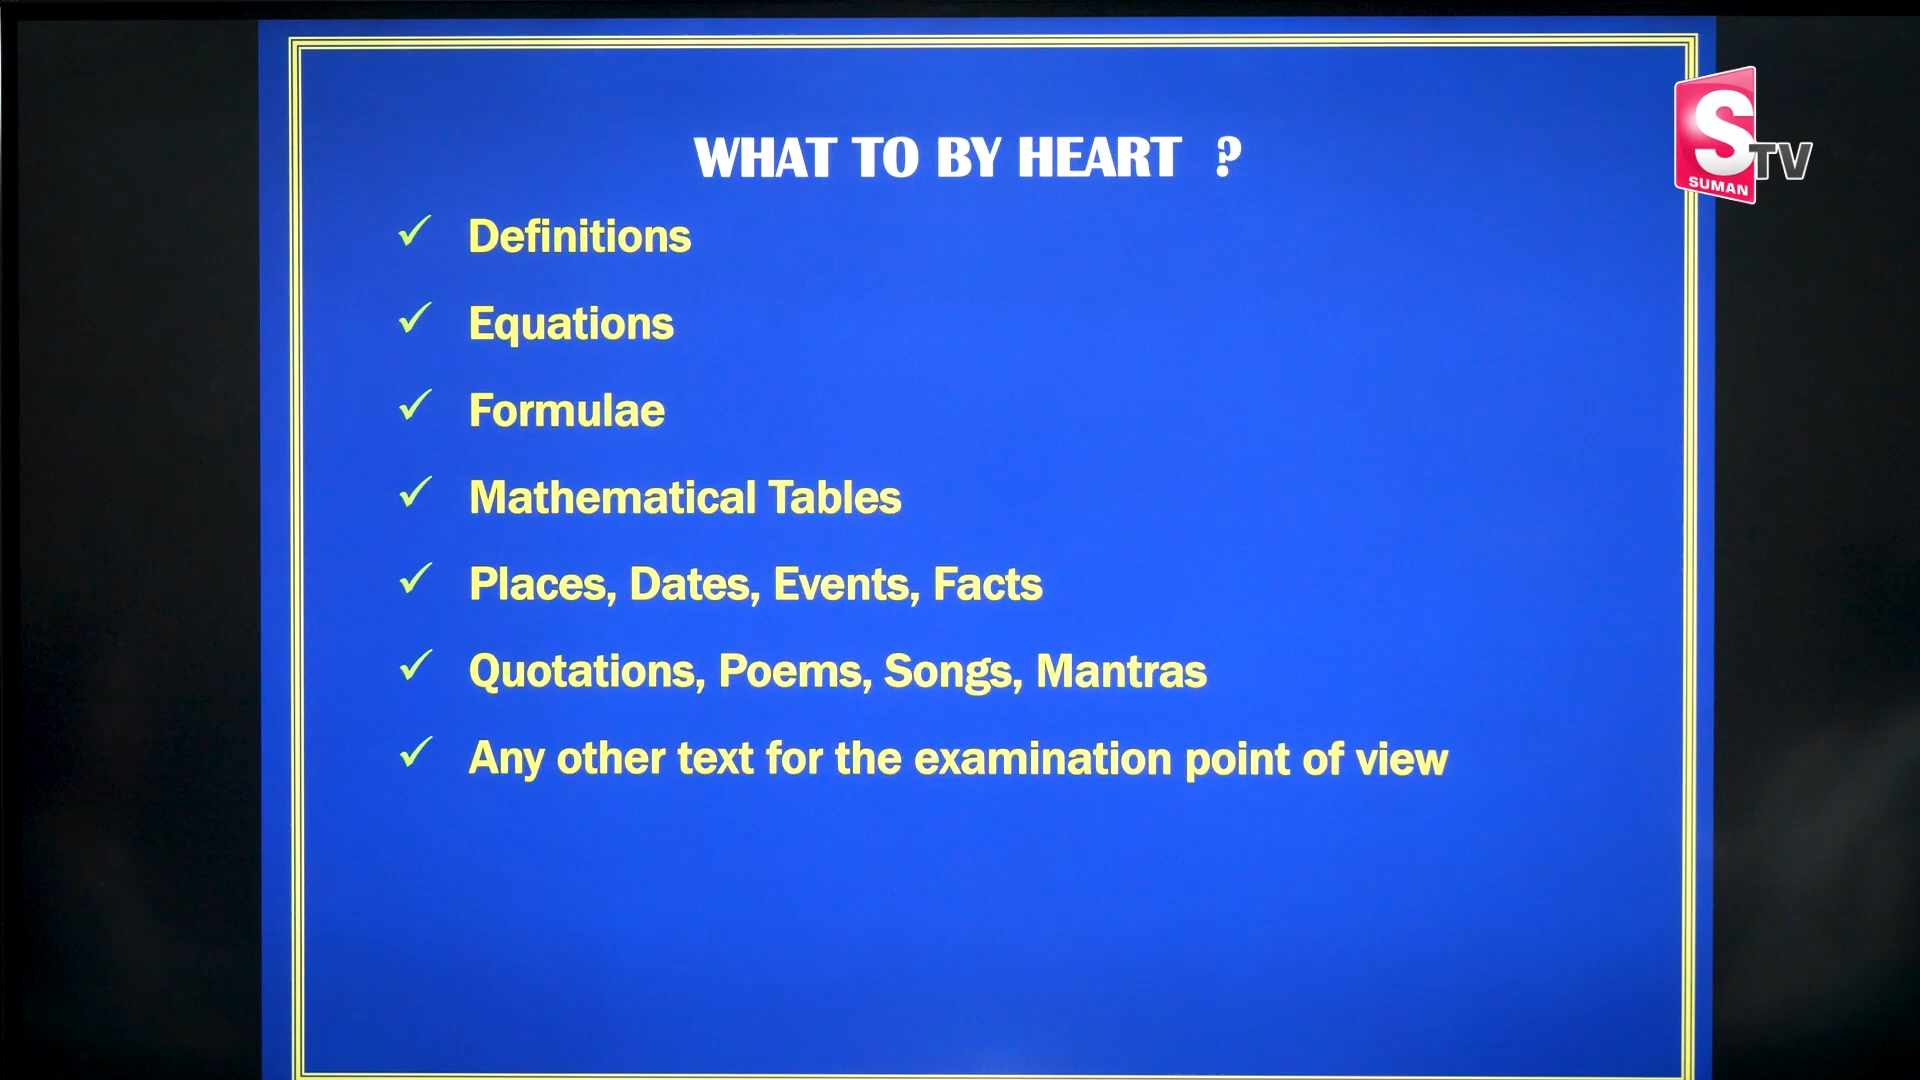 WHAT TO BY HEART ?
Definitions
Equations
Formulae
Mathematical Tables
Places, Dates, Events, Facts
Quotations, Poems, Songs, Mantras
Any other text for the examination point of view
S TV
SUMAN